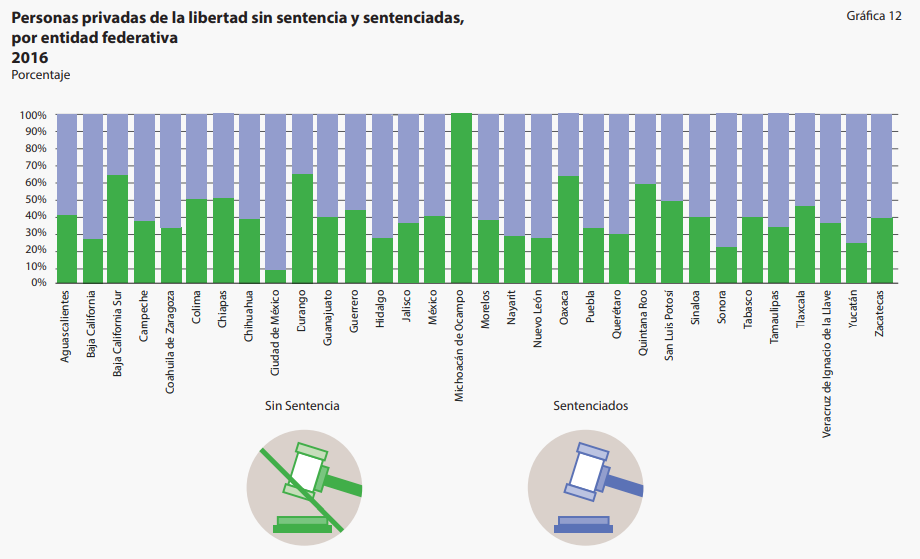 Personas privadas de la libertad sin sentencia y sentenciadas,
por entidad federativa
2016
Porcentaje
Gráfica 12
100%
90%
80%
70%
60%
50%
40%
30%
20%
10%
0%
Aguascalientes
Baja California
Baja California Sur
Campeche
Coahuila de Zaragoza
Colima
Chiapas
Chihuahua
Ciudad de México
Durango
Guanajuato
Guerrero
Hidalgo
Jalisco
México
Michoacán de Ocampo
Morelos
Nayarit
Nuevo León
Oaxaca
Puebla
Querétaro
Quintana Roo
San Luis Potosí
Sinaloa
Sonora
Tabasco
Tamaulipas
Tlaxcala
Veracruz de Ignacio de la Llave
Yucatán
Zacatecas
Sin Sentencia
Sentenciados